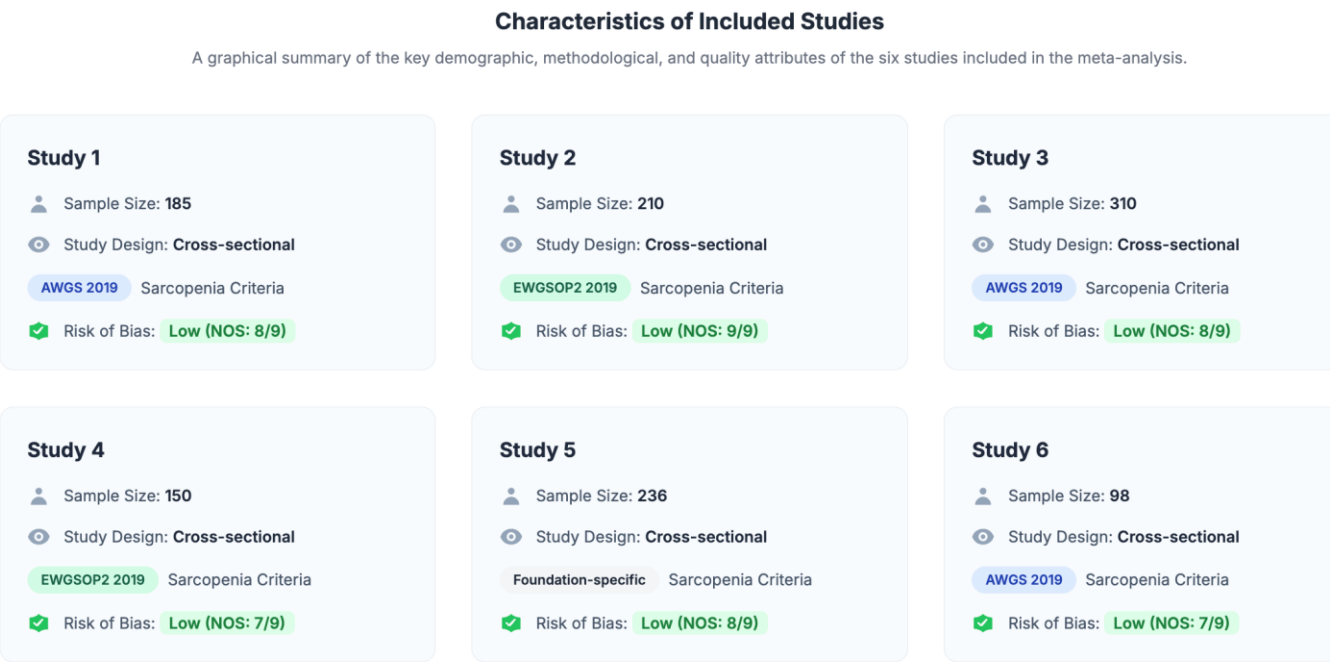 Characteristics of Included Studies
A graphical summary of the key demographic, methodological, and quality attributes of the six studies included in the meta-analysis.
Study 1
Sample Size: 185
Study Design: Cross-sectional
AWGS 2019 Sarcopenia Criteria
Risk of Bias: Low (NOS: 8/9)
Study 2
Sample Size: 210
Study Design: Cross-sectional
EWGSOP2 2019 Sarcopenia Criteria
Risk of Bias: Low (NOS: 9/9)
Study 3
Sample Size: 310
Study Design: Cross-sectional
AWGS 2019 Sarcopenia Criteria
Risk of Bias: Low (NOS: 8/9)
Study 4
Sample Size: 150
Study Design: Cross-sectional
EWGSOP2 2019 Sarcopenia Criteria
Risk of Bias: Low (NOS: 7/9)
Study 5
Sample Size: 236
Study Design: Cross-sectional
Foundation-specific Sarcopenia Criteria
Risk of Bias: Low (NOS: 8/9)
Study 6
Sample Size: 98
Study Design: Cross-sectional
AWGS 2019 Sarcopenia Criteria
Risk of Bias: Low (NOS: 7/9)